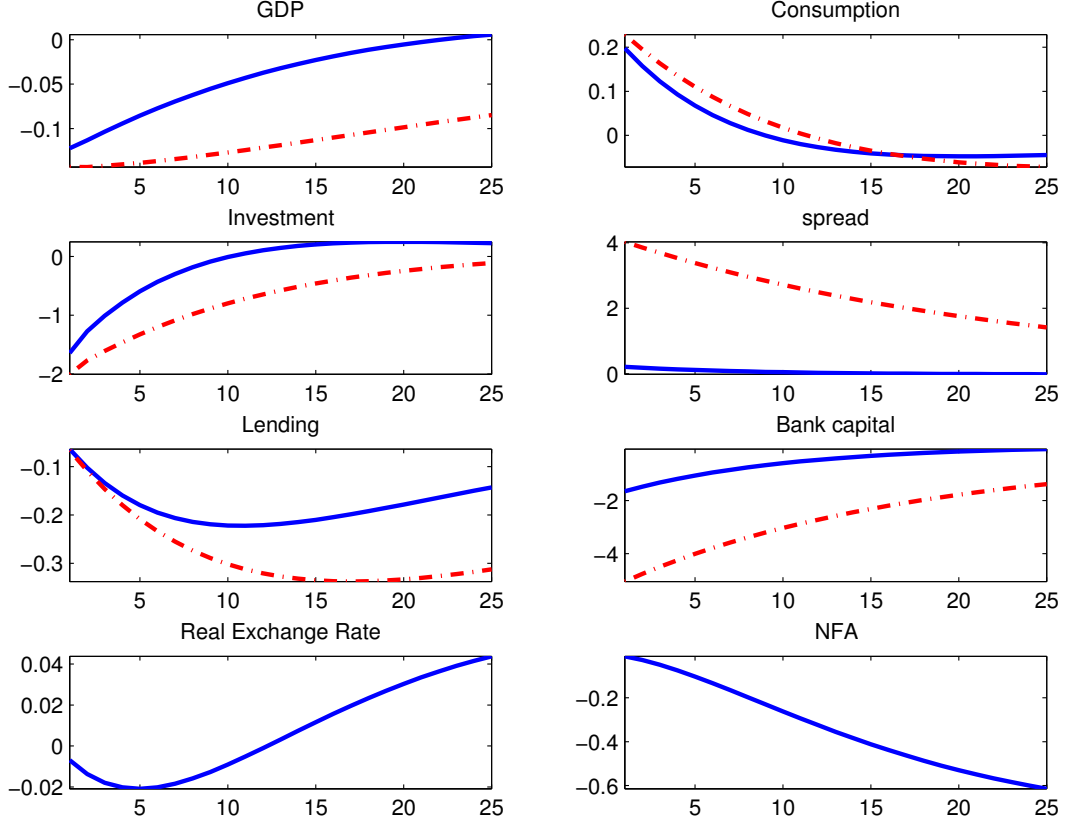 GDP
0
−0.05
−0.1
5 10 15 20 25
Consumption
0.2
0.1
0
5 10 15 20 25
Investment
0
−1
−2
5 10 15 20 25
spread
4
2
0
5 10 15 20 25
Lending
−0.1
−0.2
−0.3
5 10 15 20 25
Bank capital
−2
−4
5 10 15 20 25
Real Exchange Rate
0.04
0.02
0
−0.02
5 10 15 20 25
NFA
−0.2
−0.4
−0.6
5 10 15 20 25